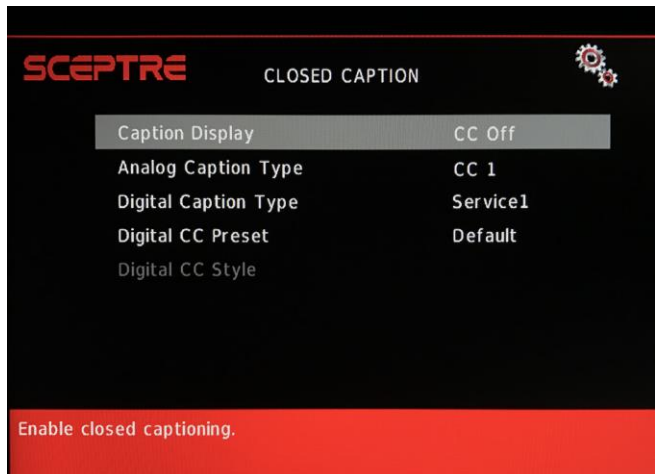 SCEPTRE
CLOSED CAPTION
Caption Display CC Off
Analog Caption Type CC 1
Digital Caption Type Service1
Digital CC Preset Default
Digital CC Style
Enable closed captioning.